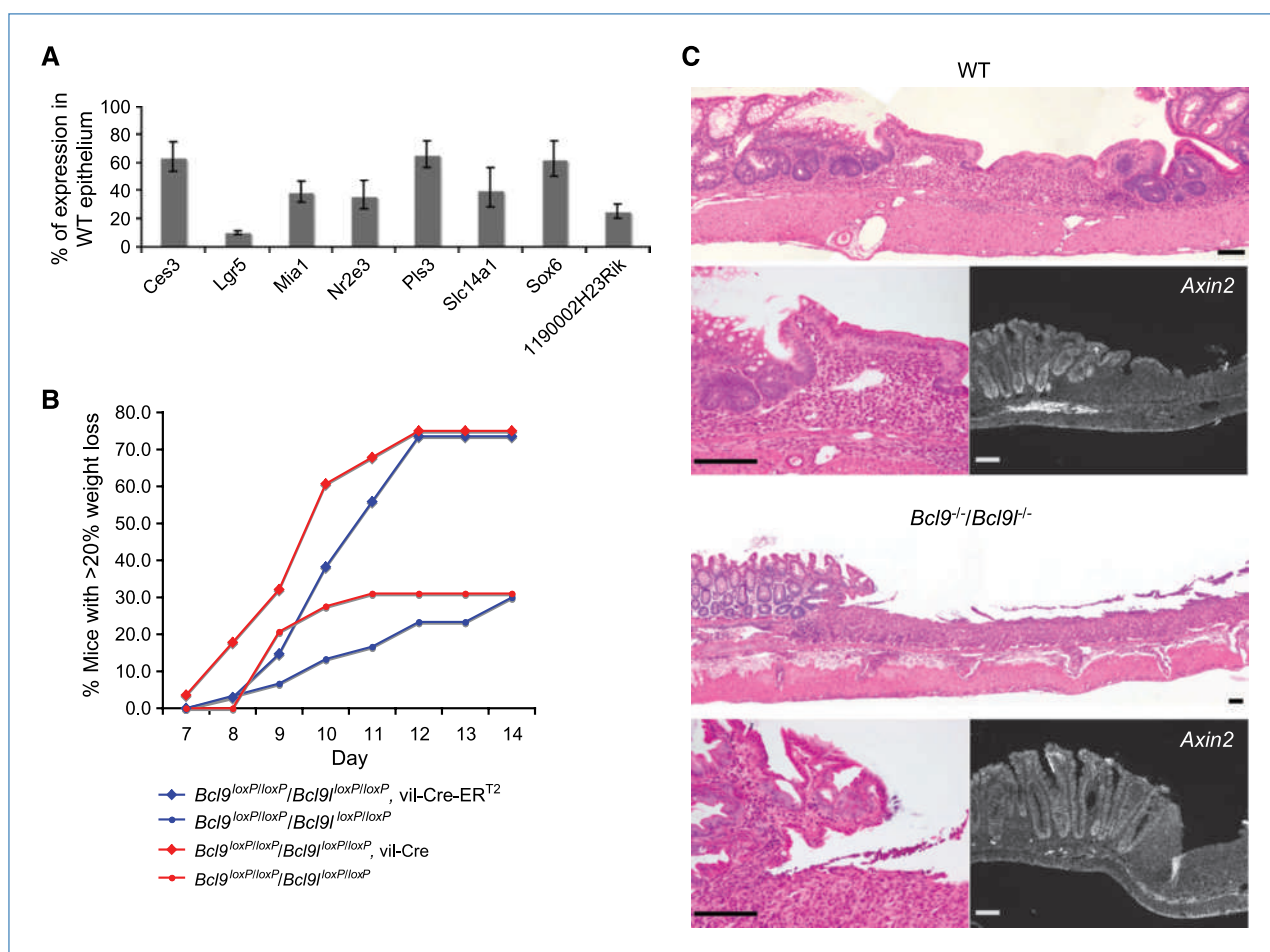 A
% of expression in
WT epithelium
100
80
60
40
20
0
Ces3
Lgr5
Mia1
Nr2e3
Pls3
Slc14a1
Sox6
1190002H23Rik
B
% Mice with >20% weight loss
80.0
70.0
60.0
50.0
40.0
30.0
20.0
10.0
0.0
7 8 9 10 11 12 13 14
Day
Bcl9loxP/loxP/Bcl9lloxP/loxP, vil-Cre-ERT2
Bcl9loxP/loxP/Bcl9lloxP/loxP
Bcl9loxP/loxP/Bcl9lloxP/loxP, vil-Cre
Bcl9loxP/loxP/Bcl9lloxP/loxP
C
WT
Axin2
Bcl9-/-/Bcl9l-/-
Axin2